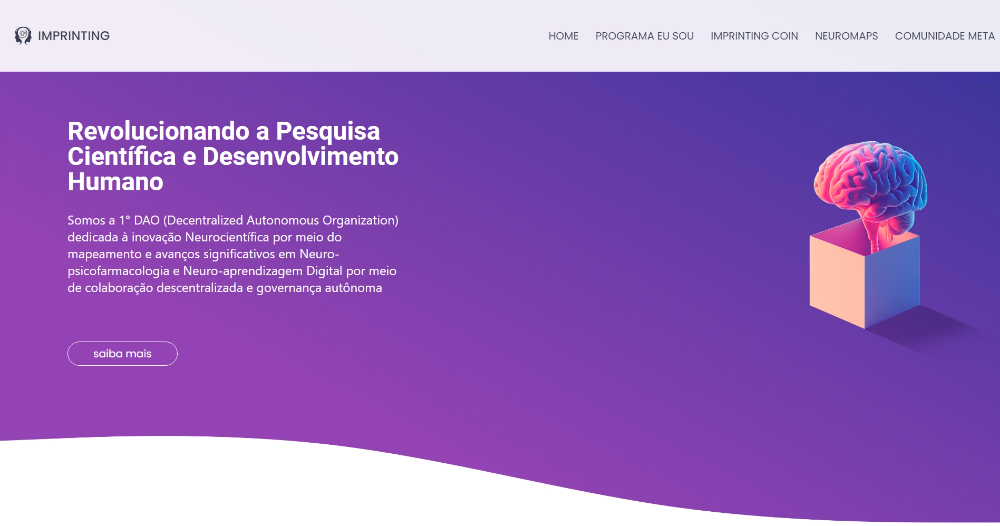 IMPRINTING
HOME PROGRAMA EU SOU IMPRINTING COIN NEUROMAPS COMUNIDADE META
Revolucionando a Pesquisa
Científica e Desenvolvimento
Humano
Somos a 1° DAO (Decentralized Autonomous Organization)
dedicada à inovação Neurocientífica por meio do
mapeamento e avanços significativos em Neuro-
psicofarmacologia e Neuro-aprendizagem Digital por meio
de colaboração descentralizada e governança autônoma
saiba mais